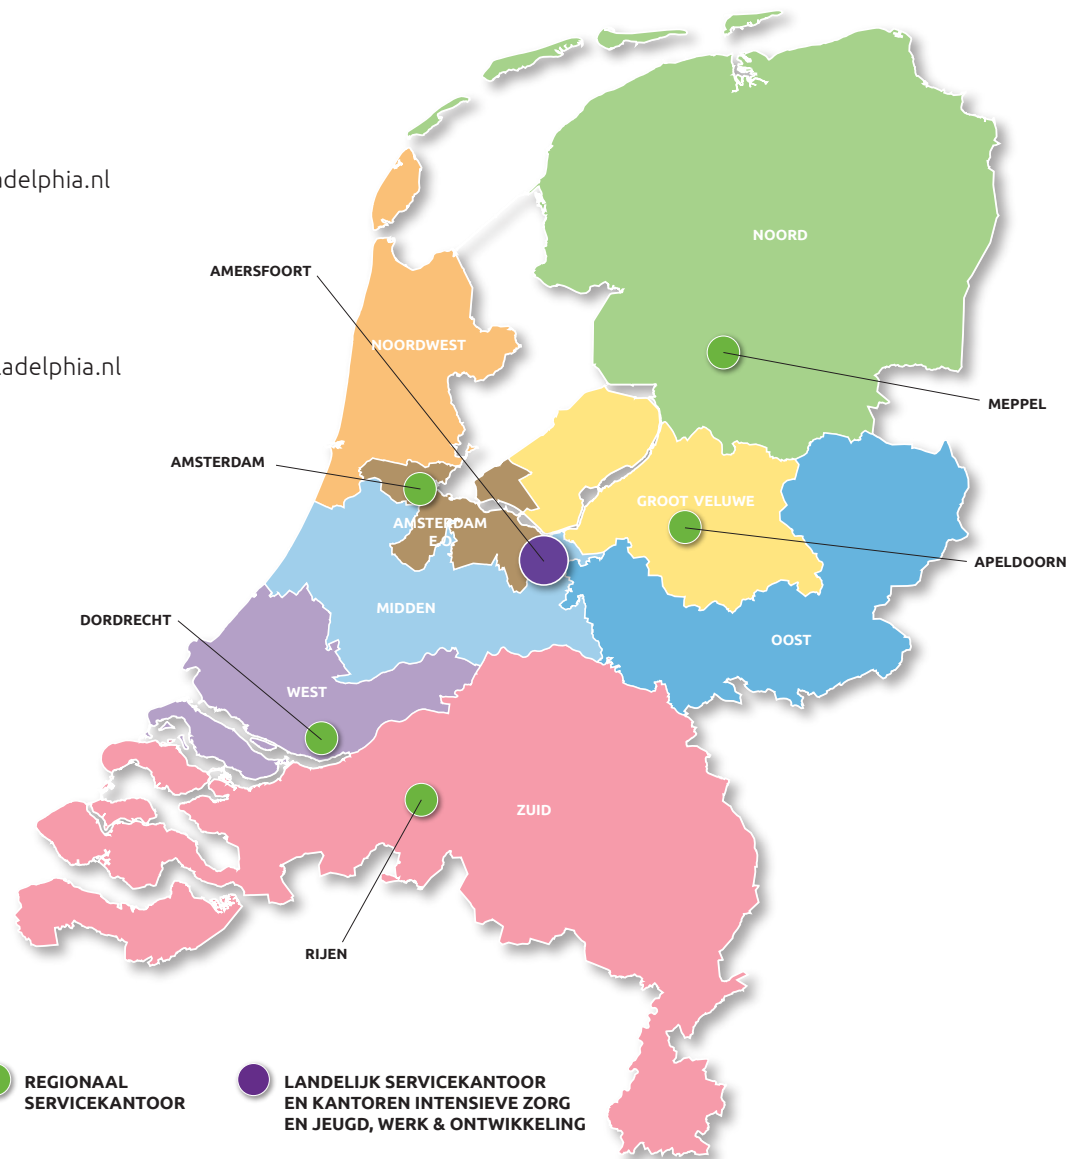 adelphia.nl
NOORD
AMERSFOORT
NOORDWEST
adelphia.nl
MEPPEL
AMSTERDAM
GROOT VELUWE
AMSTERDAM
E.O.
APELDOORN
MIDDEN
DORDRECHT
OOST
WEST
ZUID
RIJEN
REGIONAAL
SERVICEKANTOOR
LANDELIJK SERVICEKANTOOR
EN KANTOREN INTENSIEVE ZORG
EN JEUGD, WERK & ONTWIKKELING